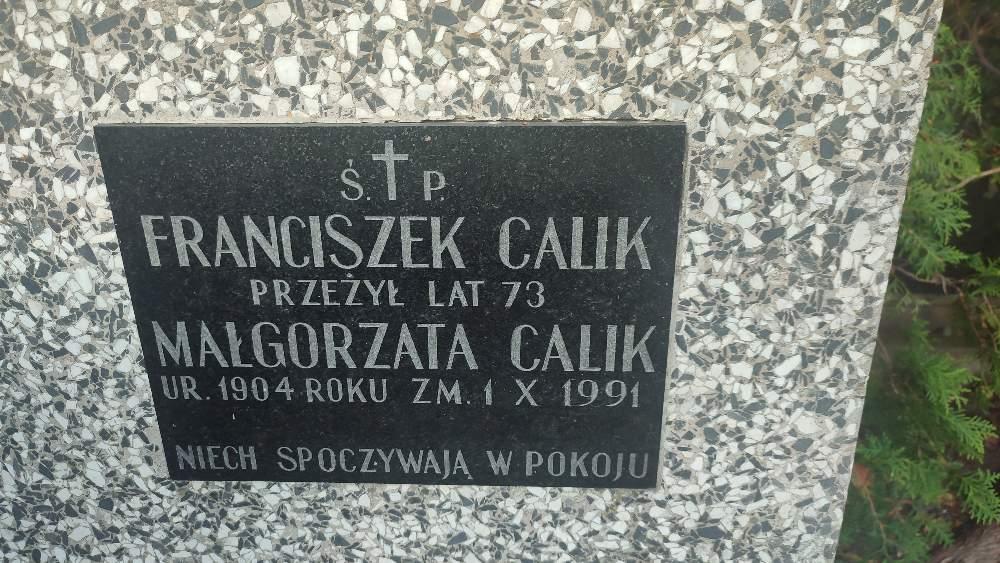 Ś. † P.
FRANCISZEK CALIK
PRZEŻYŁ LAT 73
MAŁGORZATA CALIK
UR. 1904 ROKU ZM. 1 X 1991
NIECH SPOCZYWAJĄ W POKOJU